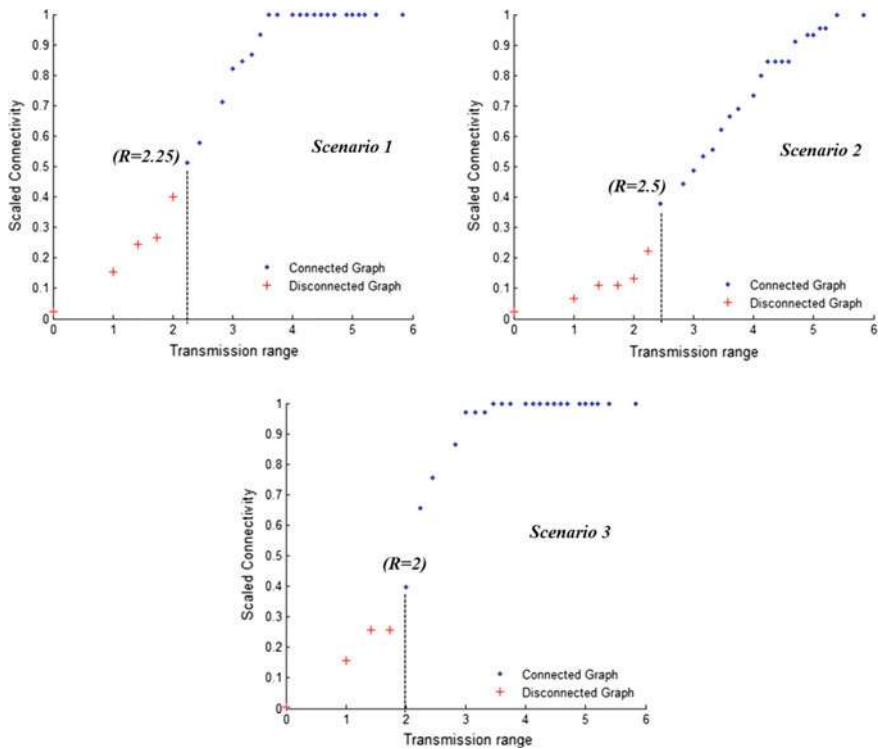 1
0.9
0.8
0.7
0.6
0.5
0.4
0.3
0.2
0.1
0
Scaled Connectivity
(R=2.25)
Scenario 1
Connected Graph
Disconnected Graph
0 1 2 3 4 5 6
Transmission range
1
0.9
0.8
0.7
0.6
0.5
0.4
0.3
0.2
0.1
0
Scaled Connectivity
(R=2.5)
Scenario 2
Connected Graph
Disconnected Graph
0 1 2 3 4 5 6
Transmission range
1
0.9
0.8
0.7
0.6
0.5
0.4
0.3
0.2
0.1
0
Scaled Connectivity
(R=2)
Scenario 3
Connected Graph
Disconnected Graph
0 1 2 3 4 5 6
Transmission range